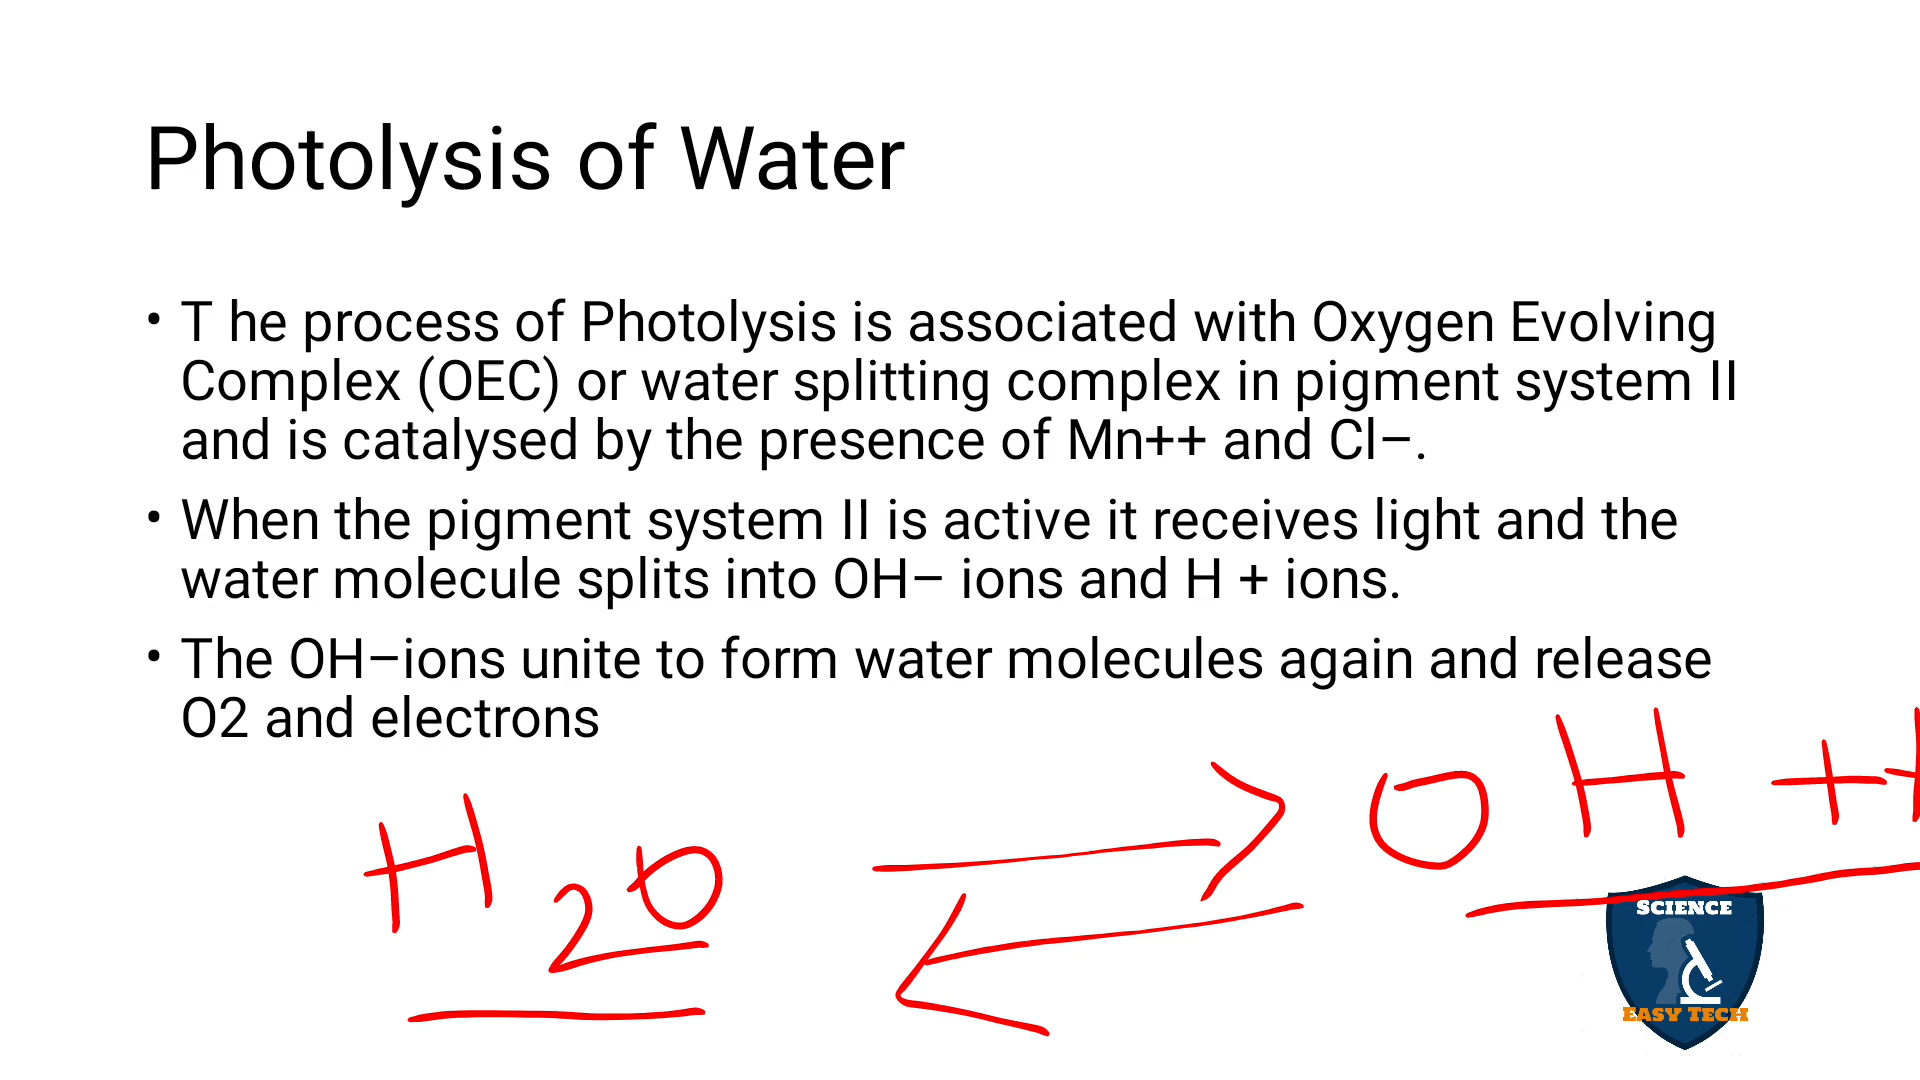 Photolysis of Water
• T he process of Photolysis is associated with Oxygen Evolving
Complex (OEC) or water splitting complex in pigment system II
and is catalysed by the presence of Mn++ and Cl–.
• When the pigment system II is active it receives light and the
water molecule splits into OH– ions and H + ions.
• The OH–ions unite to form water molecules again and release
O2 and electrons
H2O ⇄ OH +
SCIENCE
EASY TECH